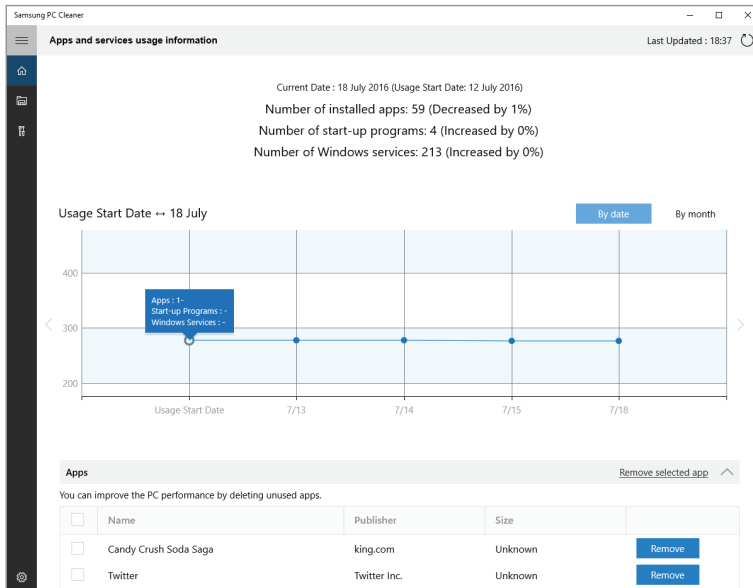 Samsung PC Cleaner
Apps and services usage information
Last Updated : 18:37
Current Date : 18 July 2016 (Usage Start Date: 12 July 2016)
Number of installed apps: 59 (Decreased by 1%)
Number of start-up programs: 4 (Increased by 0%)
Number of Windows services: 213 (Increased by 0%)
Usage Start Date ↔ 18 July
By date By month
400
Apps : 1-
Start-up Programs : -
Windows Services : -
300
200
Usage Start Date 7/13 7/14 7/15 7/18
Apps Remove selected app
You can improve the PC performance by deleting unused apps.
Name Publisher Size
Candy Crush Soda Saga king.com Unknown Remove
Twitter Twitter Inc. Unknown Remove